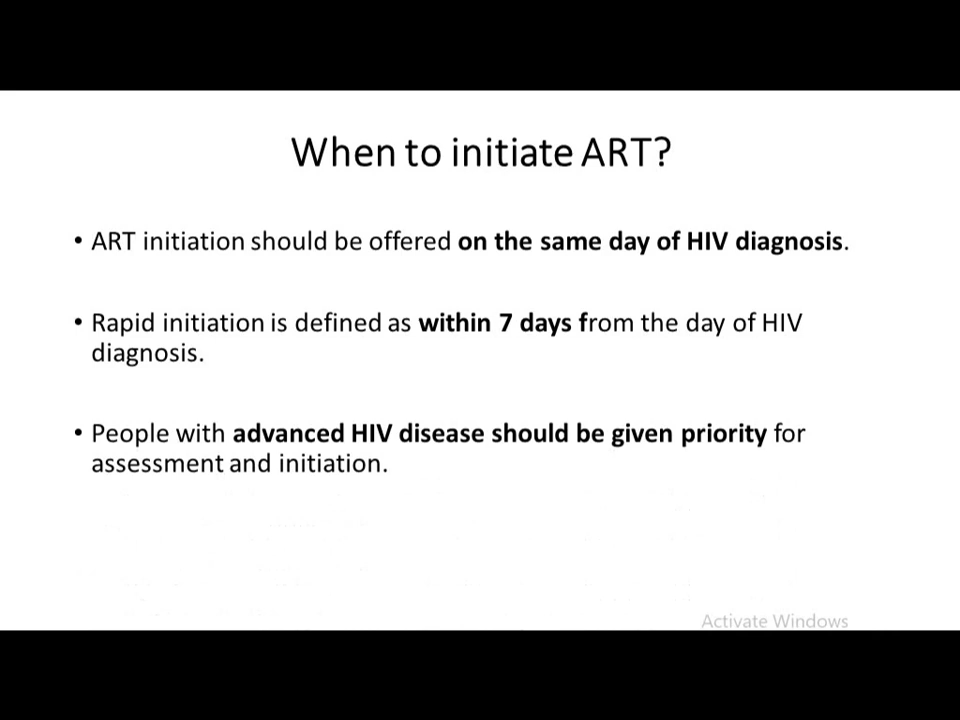 When to initiate ART?
• ART initiation should be offered on the same day of HIV diagnosis.
• Rapid initiation is defined as within 7 days from the day of HIV
diagnosis.
• People with advanced HIV disease should be given priority for
assessment and initiation.
Activate Windows